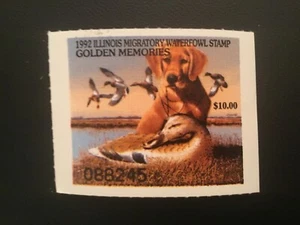 1992 ILLINOIS MIGRATORY WATERFOWL STAMP
GOLDEN MEMORIES
$10.00
088245